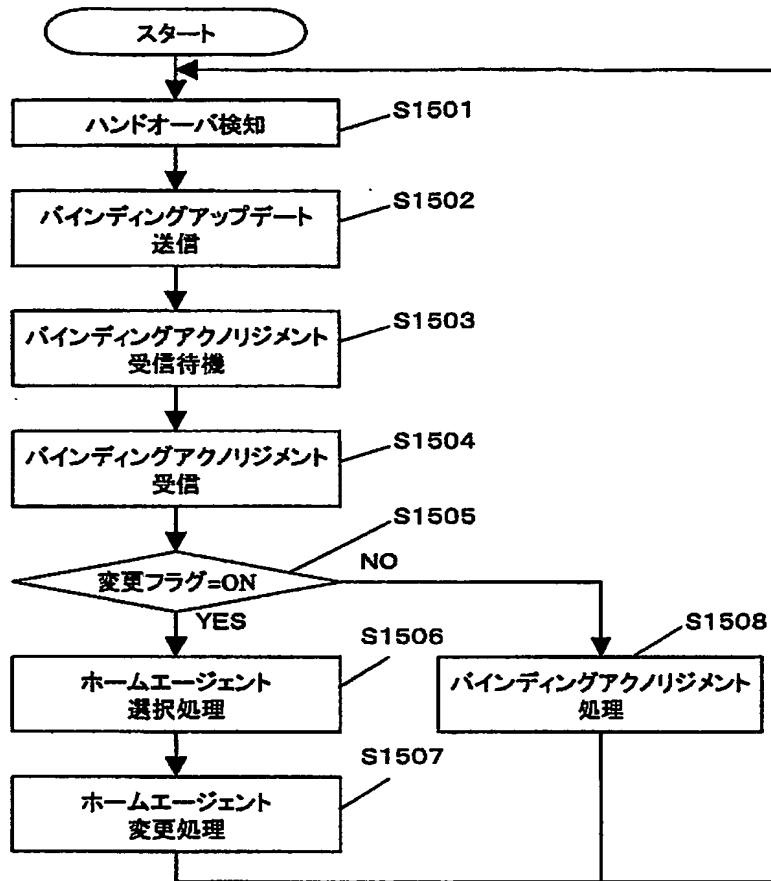 スタート
ハンドオーバ検知
S1501
バインディングアップデート
送信
S1502
バインディングアクノリジメント
受信待機
S1503
バインディングアクノリジメント
受信
S1504
変更フラグ=ON
S1505
NO
YES
ホームエージェント
選択処理
S1506
バインディングアクノリジメント
処理
S1508
ホームエージェント
変更処理
S1507